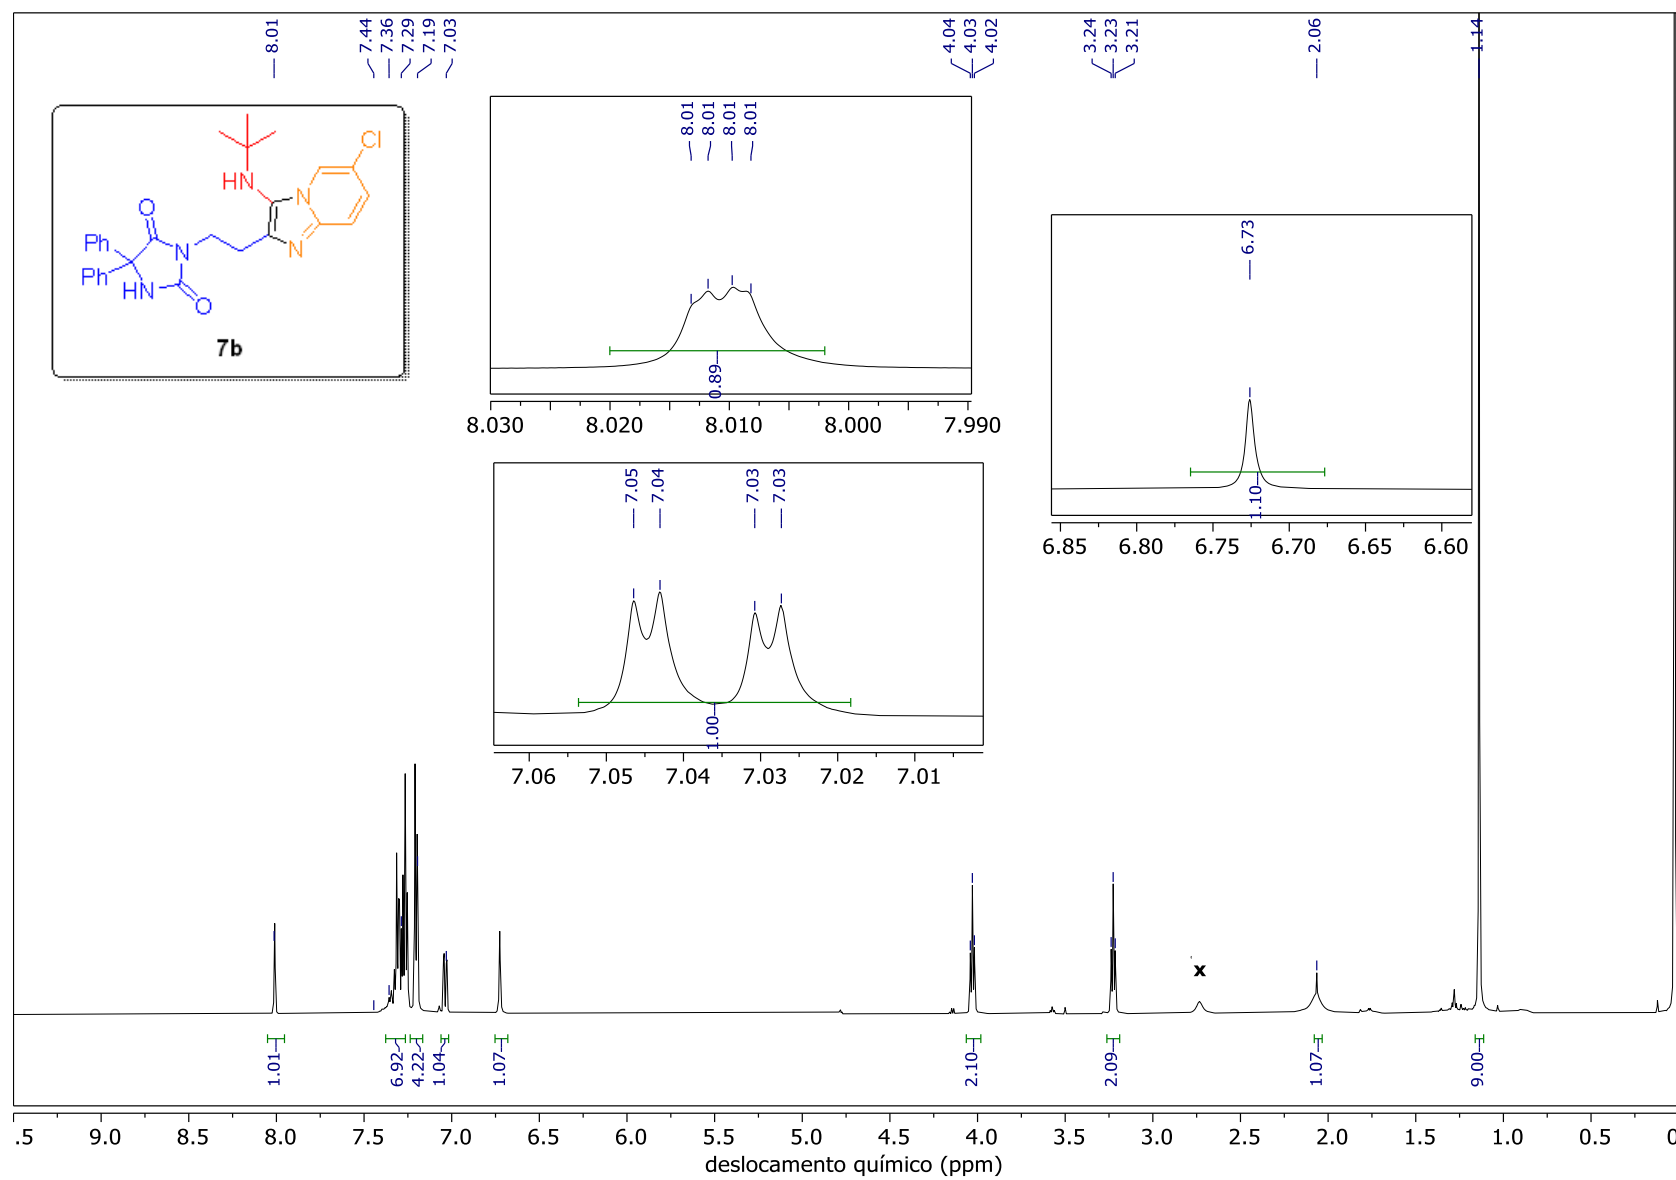 8.01 7.44 7.36 7.29 7.19 7.03 4.04 4.03 4.02 3.24 3.23 3.21 2.06 1.14
Cl
HN
N
O
N
Ph
N
Ph
HN
O
7b
8.01 8.01 8.01 8.01
0.89
8.030 8.020 8.010 8.000 7.990
6.73
1.10
6.85 6.80 6.75 6.70 6.65 6.60
7.05 7.04 7.03 7.03
1.00
7.06 7.05 7.04 7.03 7.02 7.01
x
1.01 6.92 4.22 1.04 1.07 2.10 2.09 1.07 9.00
.5 9.0 8.5 8.0 7.5 7.0 6.5 6.0 5.5 5.0 4.5 4.0 3.5 3.0 2.5 2.0 1.5 1.0 0.5 0
deslocamento químico (ppm)